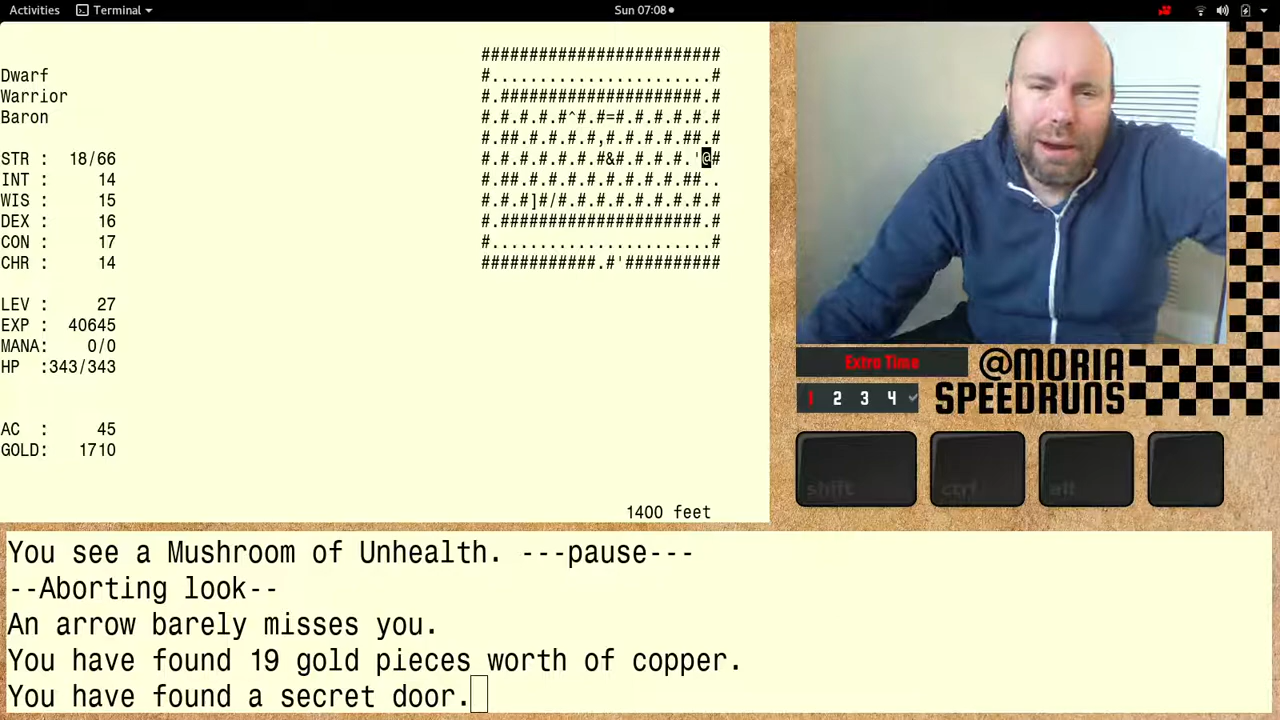 Activities Terminal Sun 07:08
Dwarf
Warrior
Baron
STR : 18/66
INT : 14
WIS : 15
DEX : 16
CON : 17
CHR : 14
LEV : 27
EXP : 40645
MANA: 0/0
HP :343/343
AC : 45
GOLD: 1710
#########################
#.......................#
#.#####################.#
#.#.#.#.#^#.#=#.#.#.#.#.#
#.##.#.#.#.#,#.#.#.#.##.#
#.#.#.#.#.#.#&#.#.#.#.'@#
#.##.#.#.#.#.#.#.#.#.##..
#.#.#]#/#.#.#.#.#.#.#.#.#
#.#####################.#
#.......................#
############.#'##########
1400 feet
Extra Time
1 2 3 4
@MORIA
SPEEDRUNS
shift ctrl alt
You see a Mushroom of Unhealth. ---pause---
--Aborting look--
An arrow barely misses you.
You have found 19 gold pieces worth of copper.
You have found a secret door.